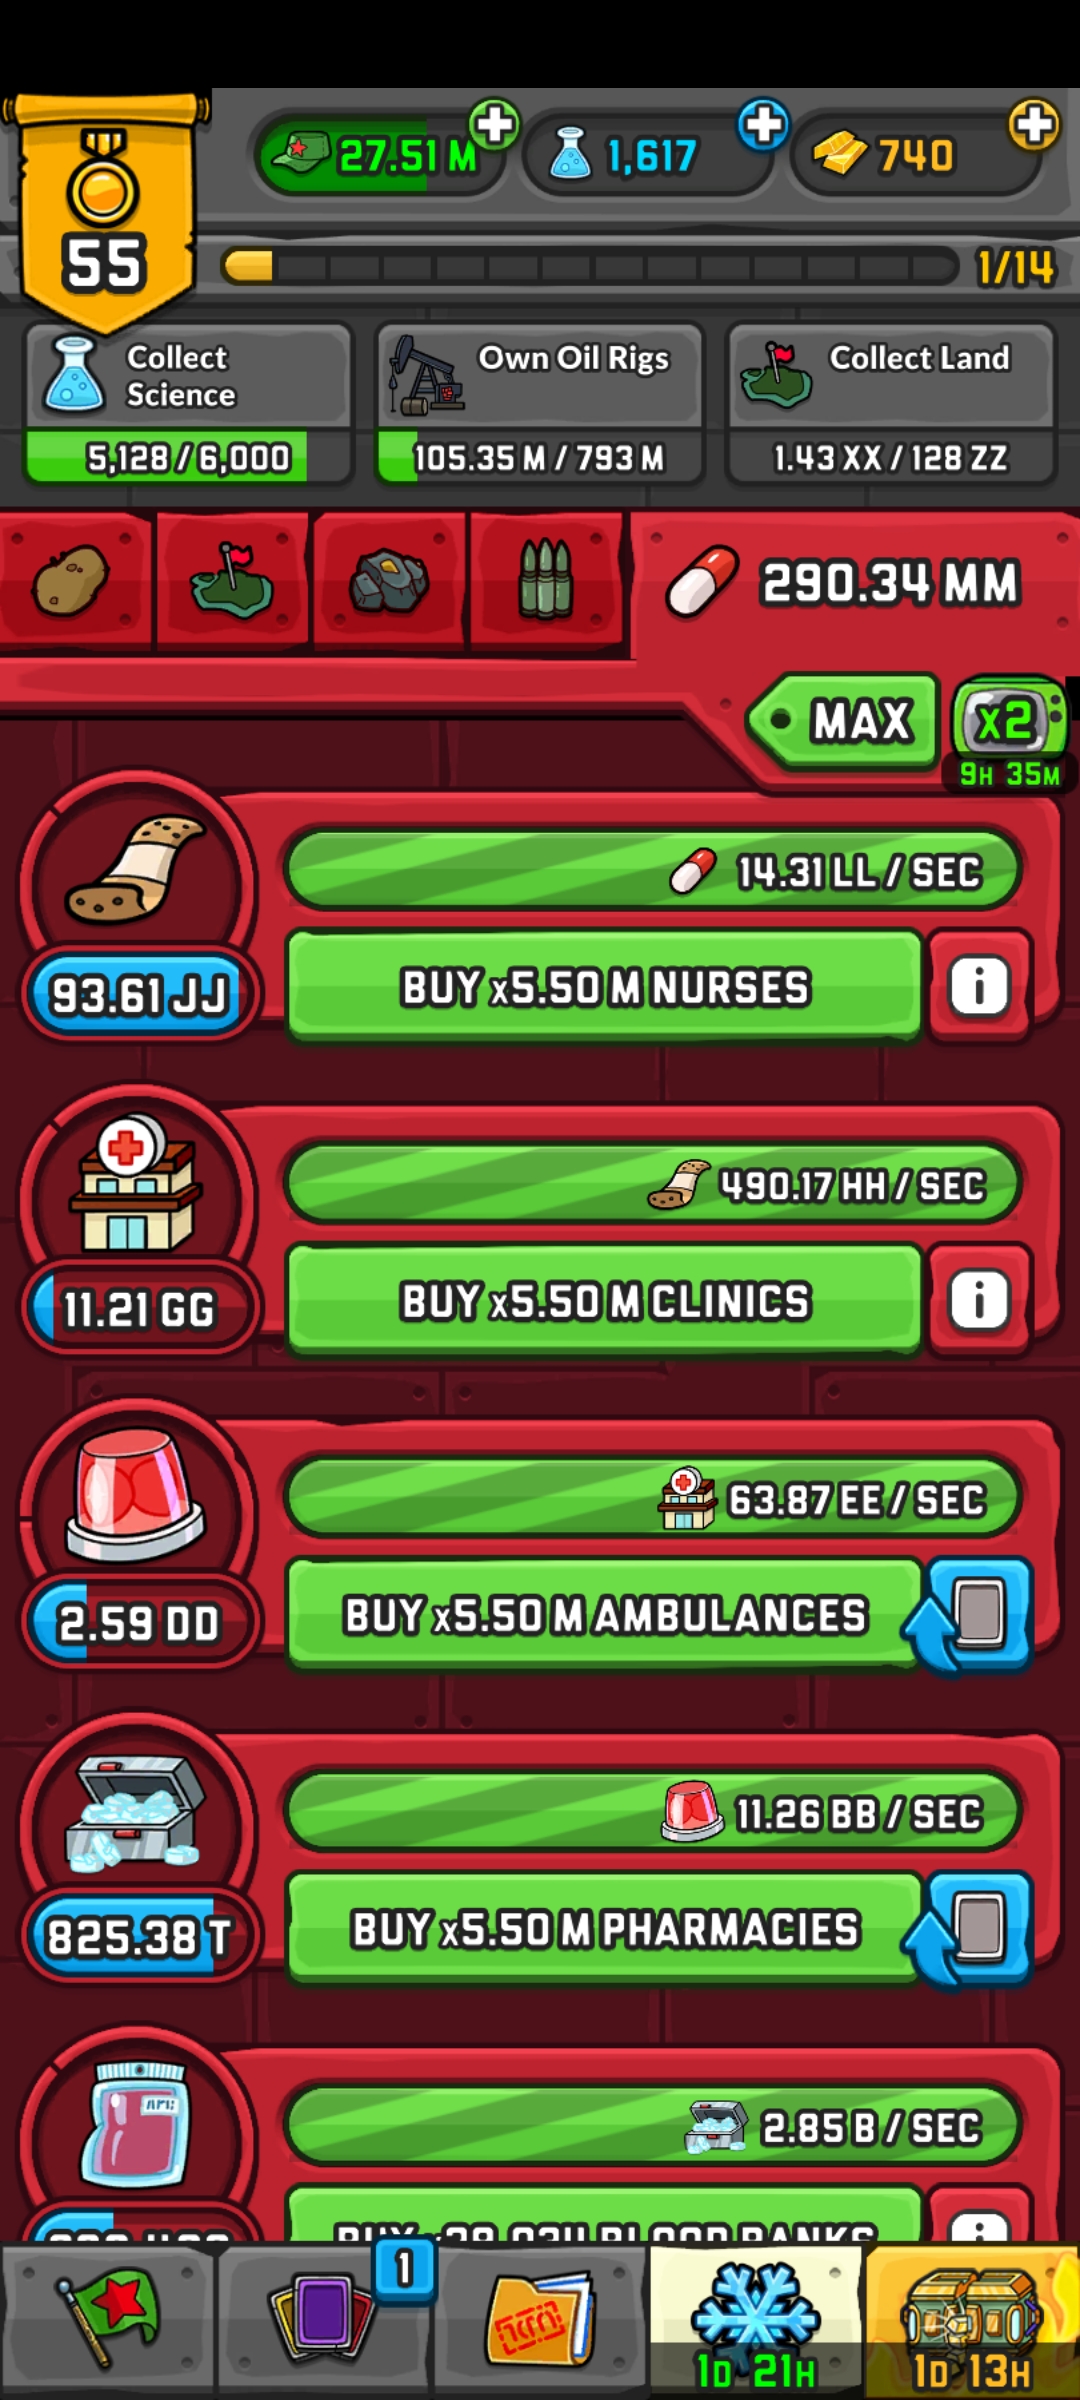 27.51 M
1,617
740
55
1/14
Collect
Science
5,128 / 6,000
Own Oil Rigs
105.35 M / 793 M
Collect Land
1.43 XX / 128 ZZ
290.34 MM
MAX
x2
9H 35M
14.31 LL / SEC
93.61 JJ
BUY x5.50 M NURSES
490.17 HH / SEC
11.21 GG
BUY x5.50 M CLINICS
63.87 EE / SEC
2.59 DD
BUY x5.50 M AMBULANCES
11.26 BB / SEC
825.38 T
BUY x5.50 M PHARMACIES
2.85 B / SEC
BLOOD BANKS
1
1D 21H
1D 13H